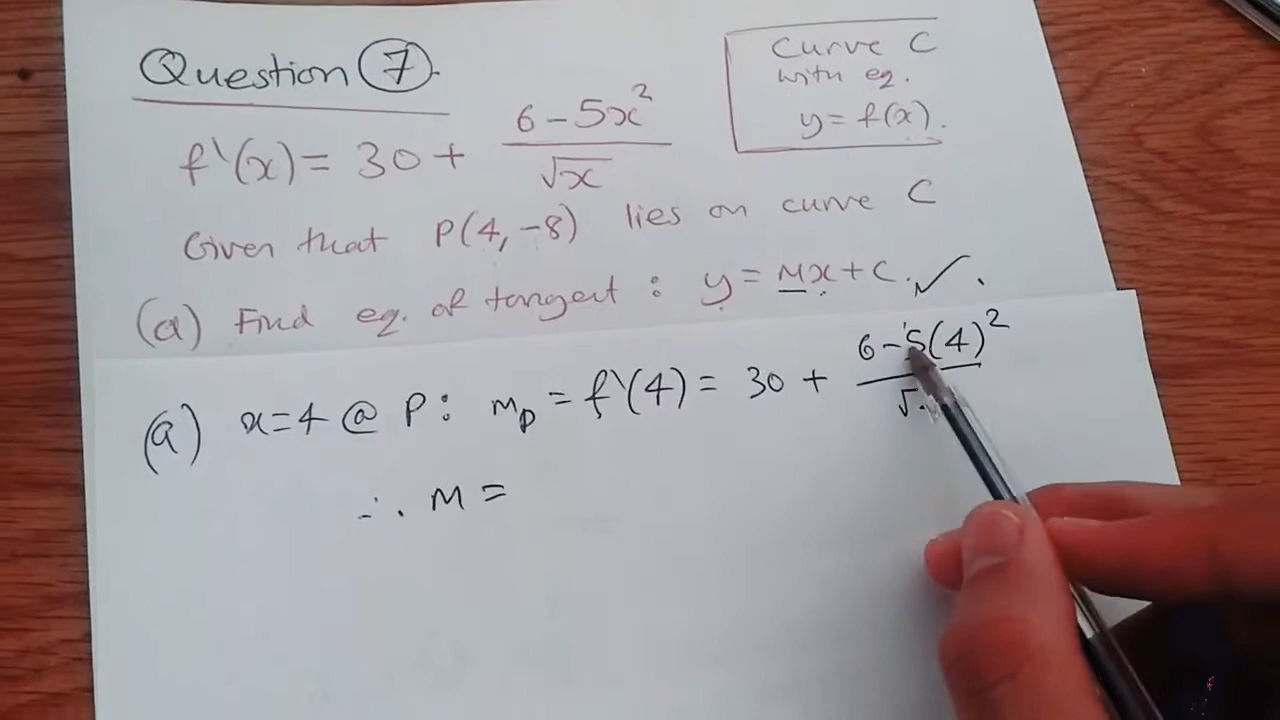 Question 7.
Curve C
with eq.
y = f(x).
f'(x) = 30 + (6 - 5x²)/√x
Given that P(4, -8) lies on curve C
(a) Find eq. of tangent : y = Mx + C. ✓.
(a) x = 4 @ P : mp = f'(4) = 30 + (6 - 5(4)²)/√
∴ M =